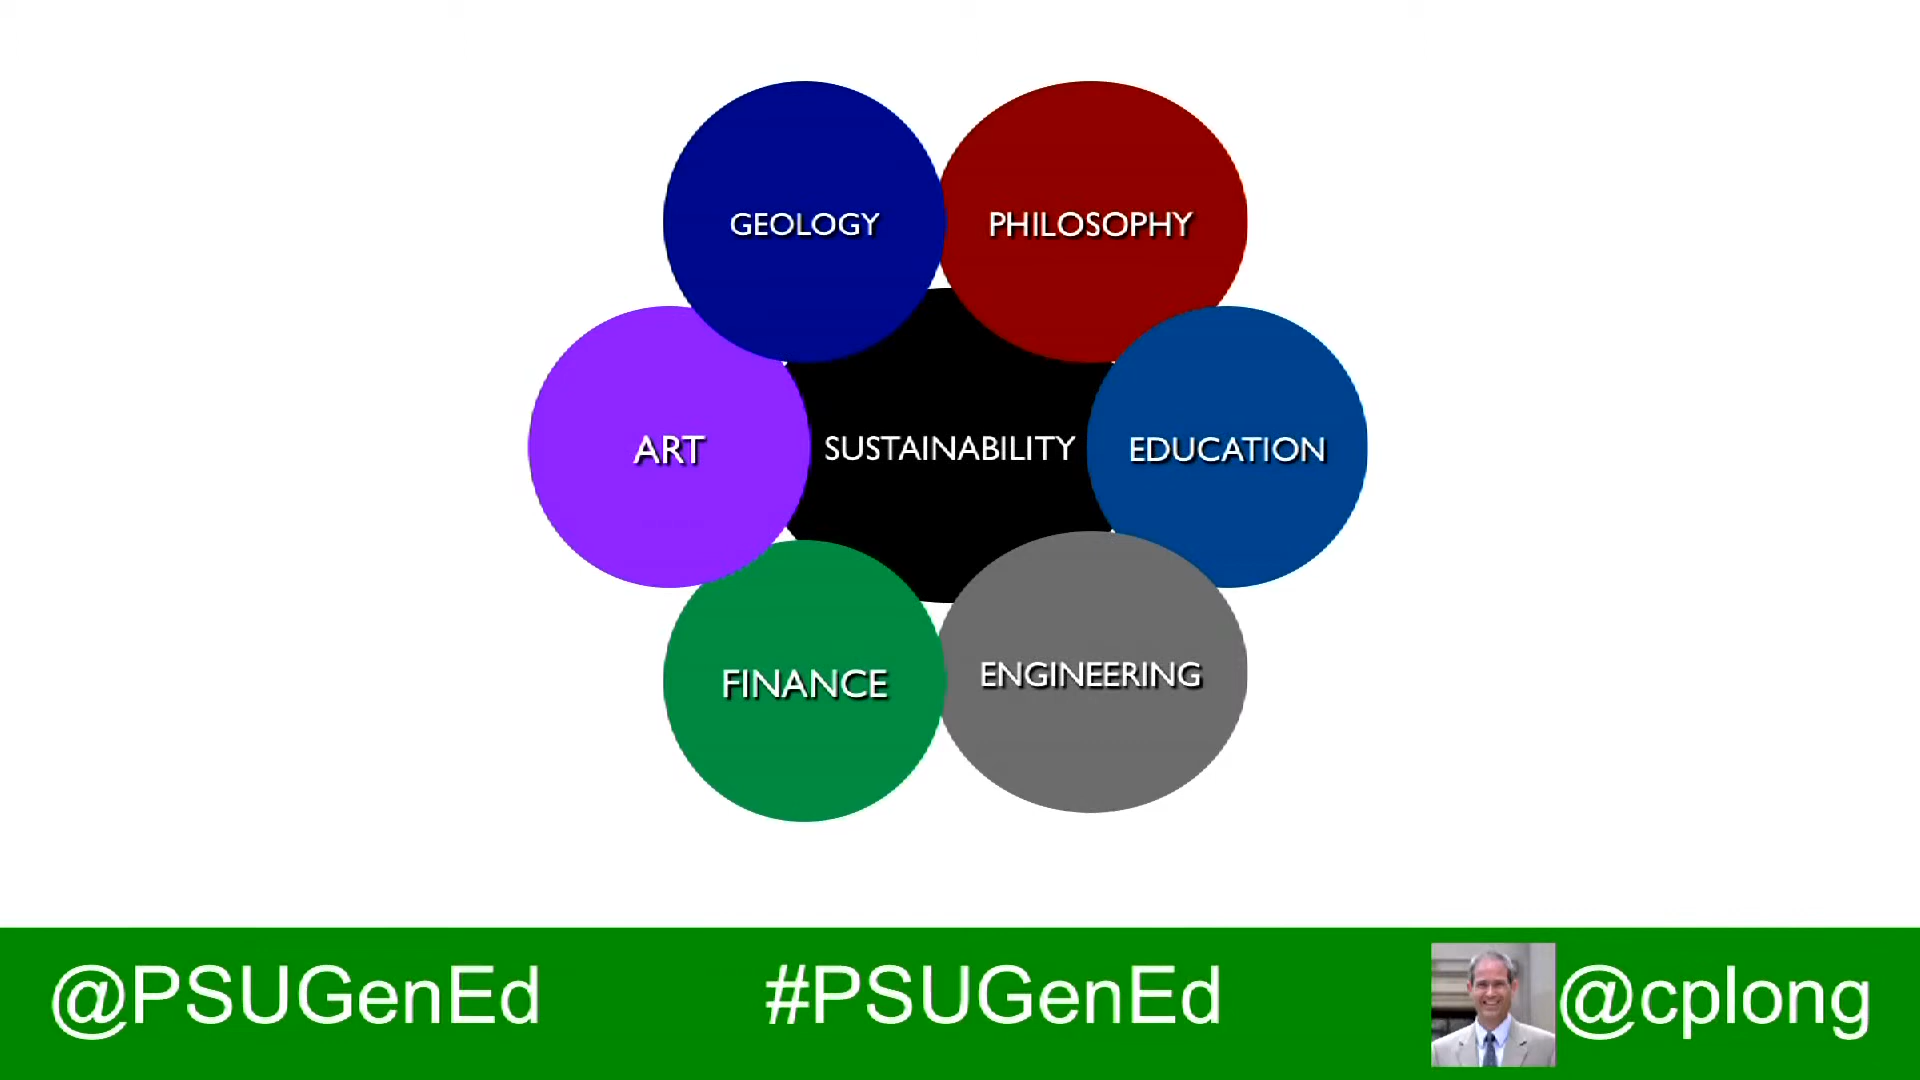 GEOLOGY
PHILOSOPHY
ART
SUSTAINABILITY
EDUCATION
FINANCE
ENGINEERING
@PSUGenEd
#PSUGenEd
@cplong